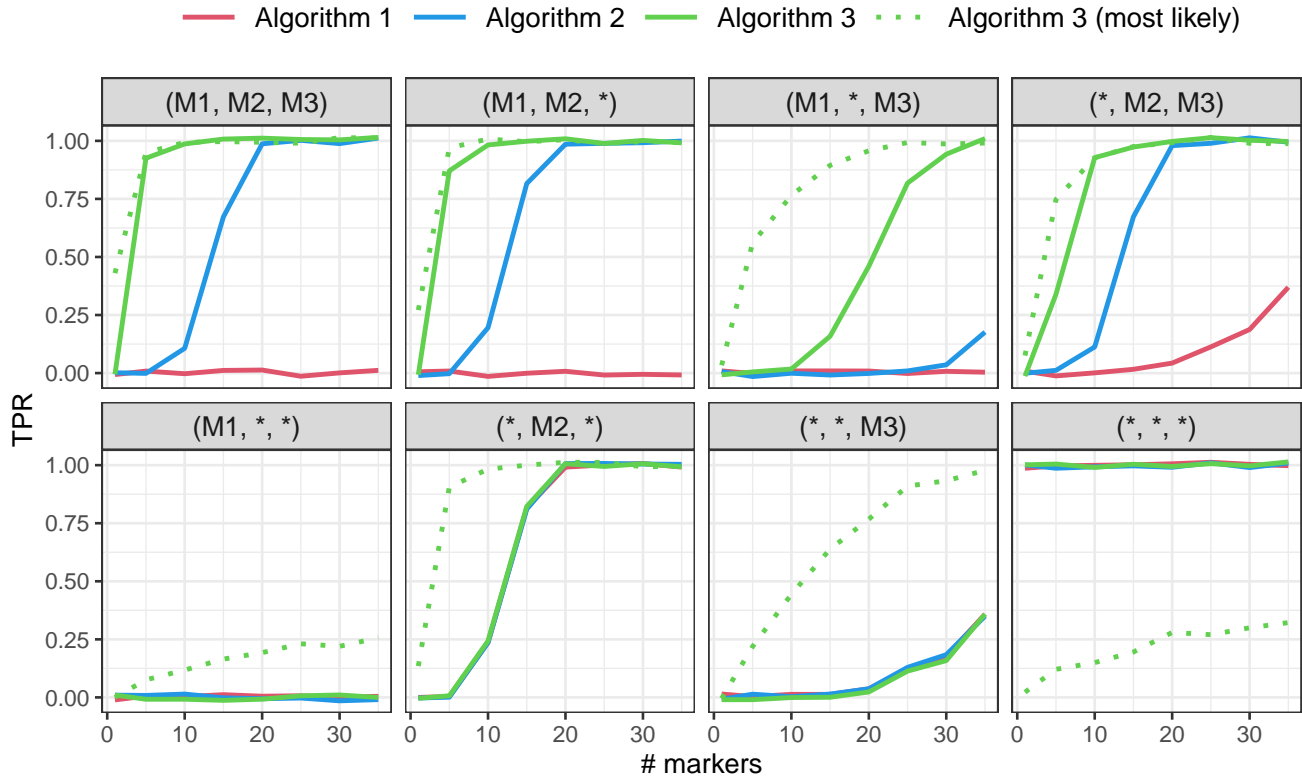 Algorithm 1 Algorithm 2 Algorithm 3 Algorithm 3 (most likely)
(M1, M2, M3) (M1, M2, *) (M1, *, M3) (*, M2, M3)
1.00
0.75
0.50
0.25
0.00
TPR
(M1, *, *) (*, M2, *) (*, *, M3) (*, *, *)
1.00
0.75
0.50
0.25
0.00
0 10 20 30 0 10 20 30 0 10 20 30 0 10 20 30
# markers